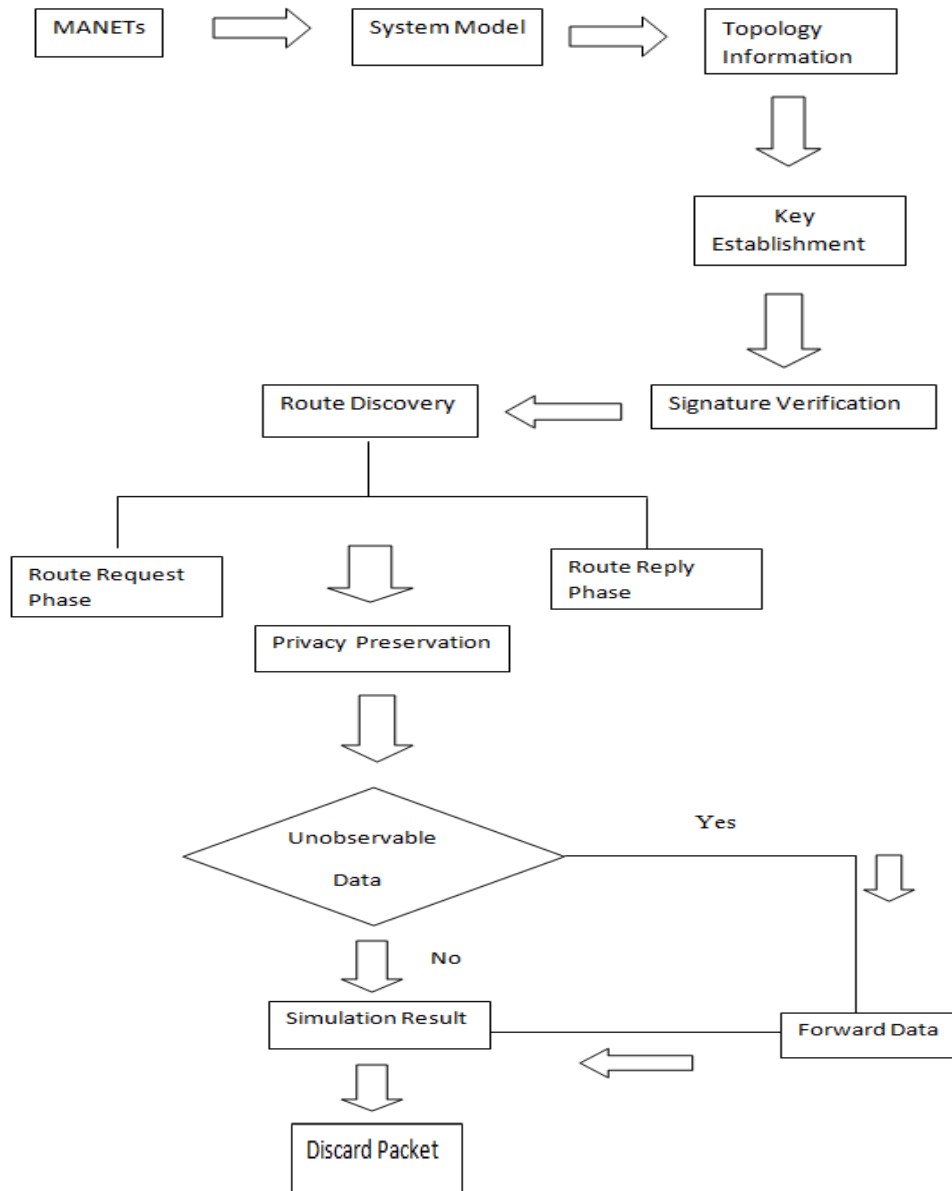 MANETs
System Model
Topology
Information
Key
Establishment
Signature Verification
Route Discovery
Route Request
Phase
Route Reply
Phase
Privacy Preservation
Unobservable
Data
Yes
No
Simulation Result
Forward Data
Discard Packet